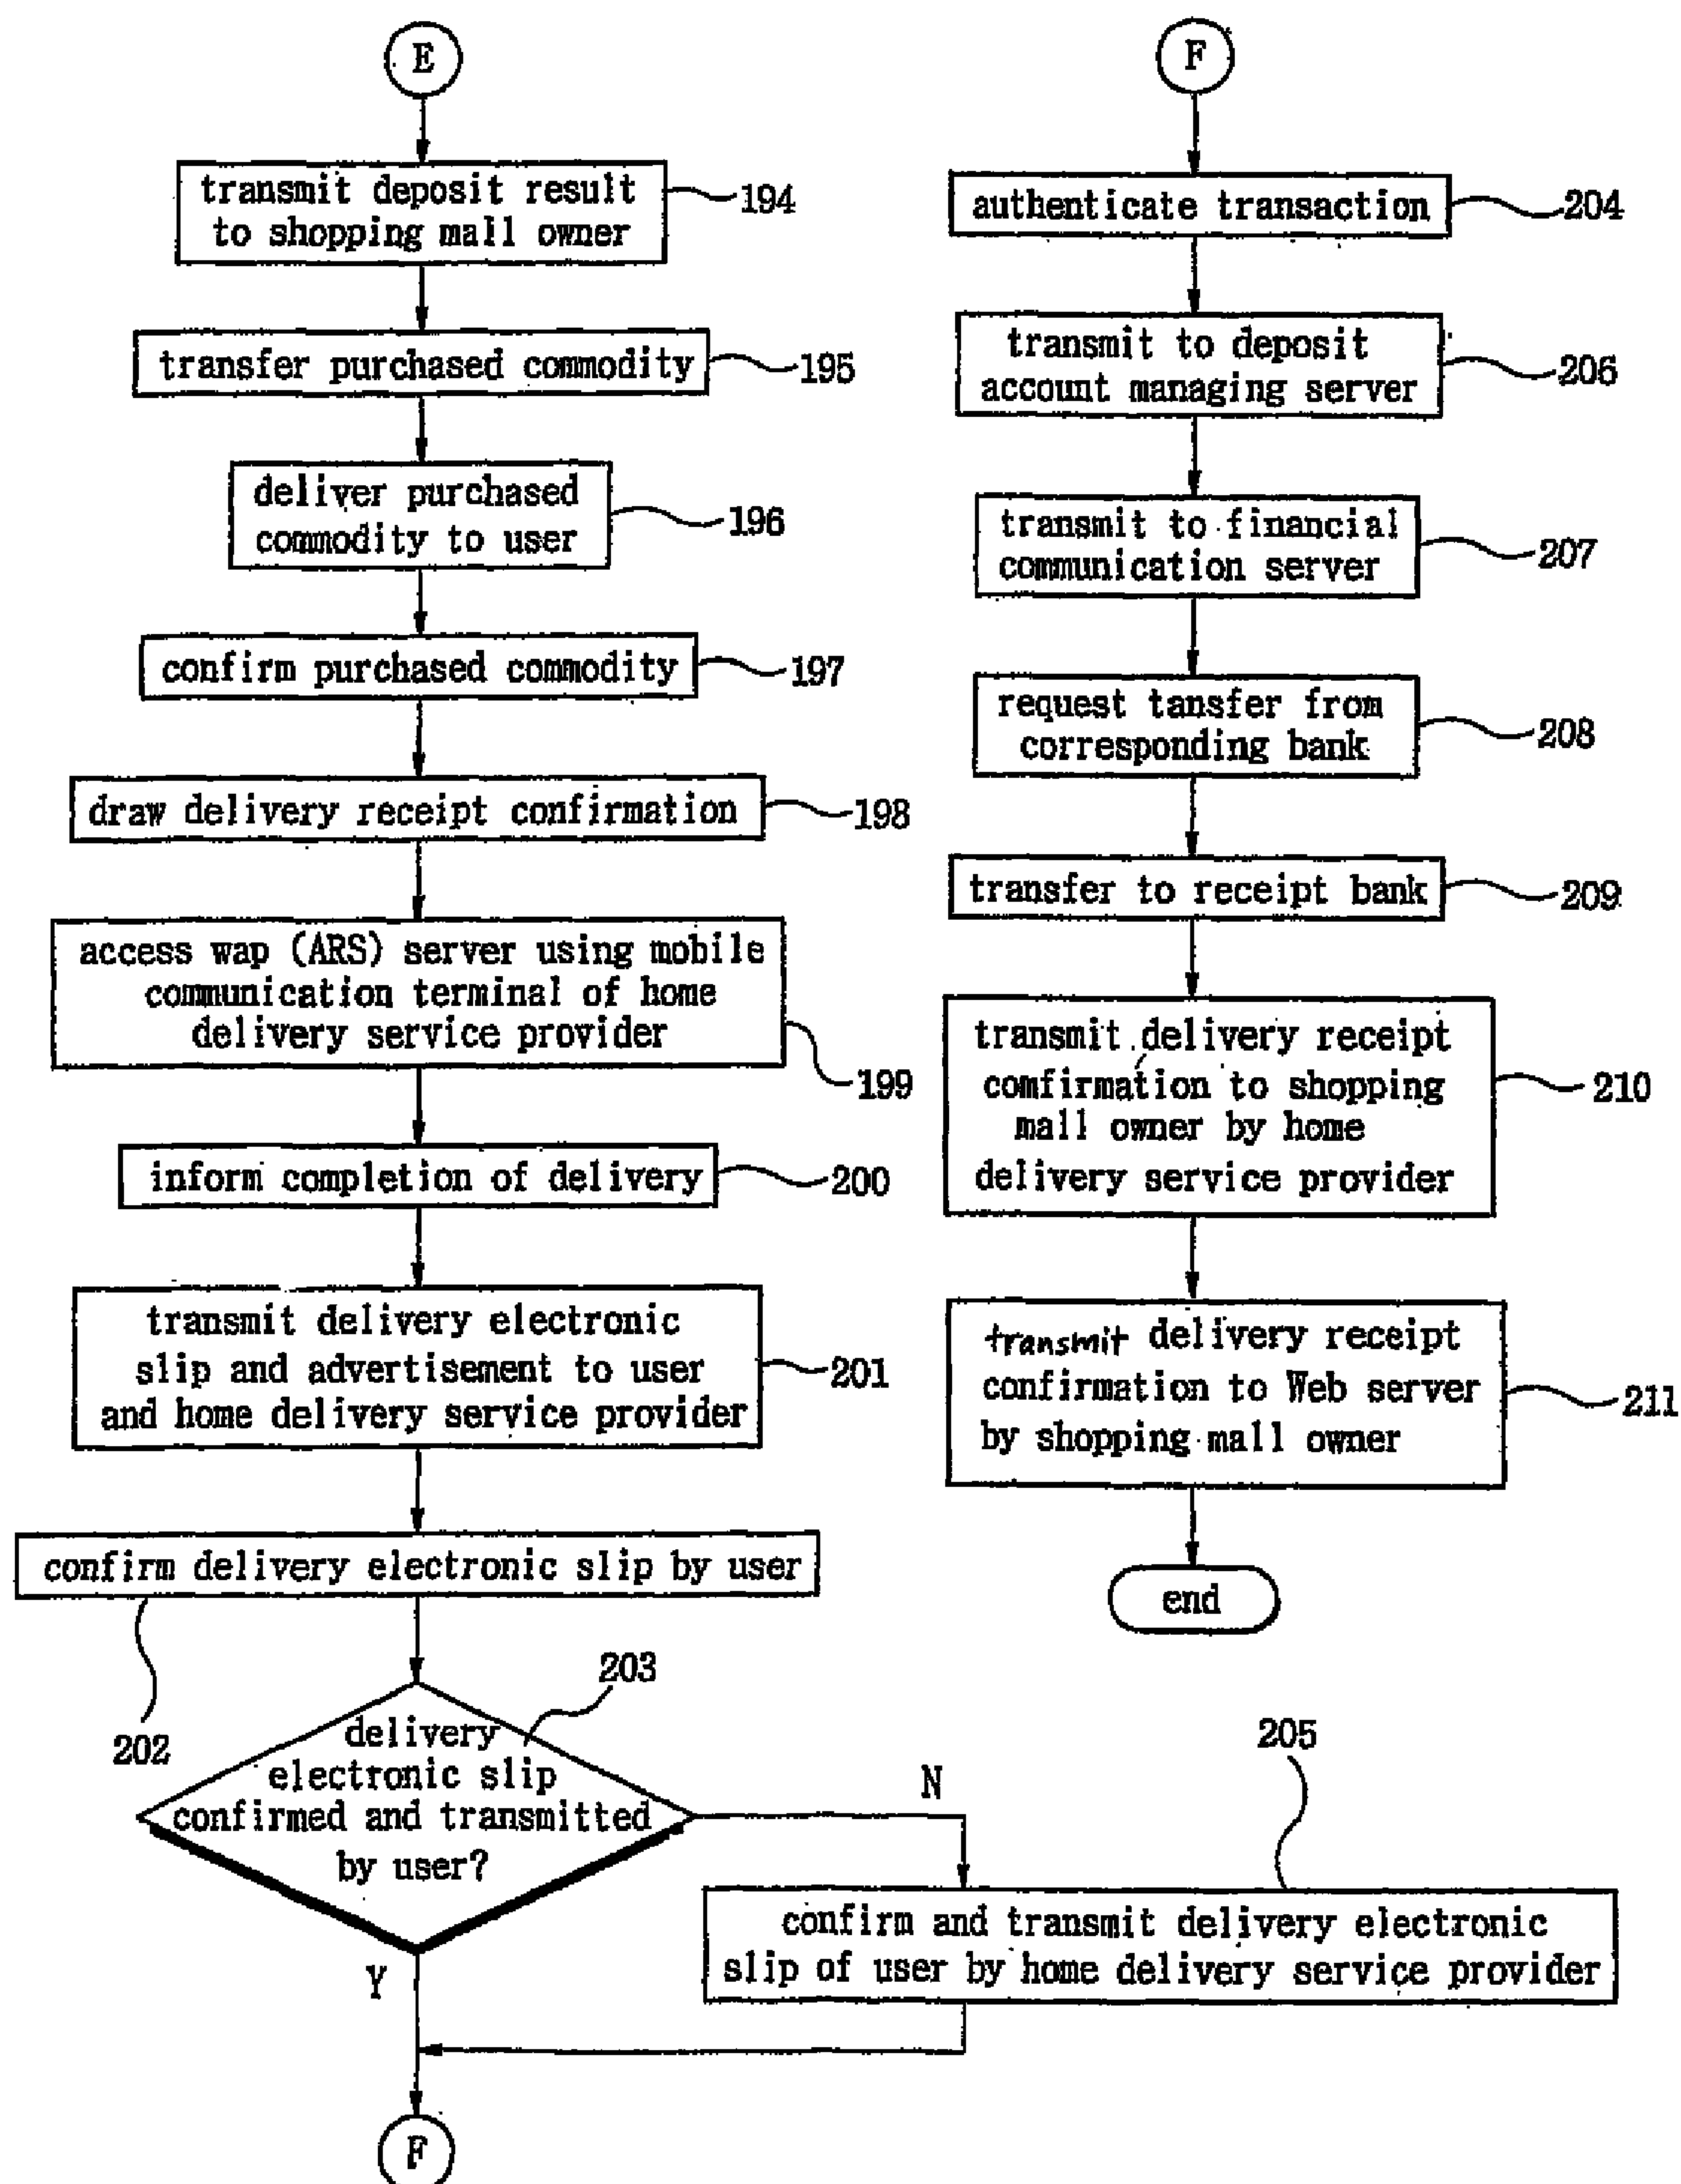 E
transmit deposit result
to shopping mall owner
194
transfer purchased commodity
195
deliver purchased
commodity to user
196
confirm purchased commodity
197
draw delivery receipt confirmation
198
access wap (ARS) server using mobile
communication terminal of home
delivery service provider
199
inform completion of delivery
200
transmit delivery electronic
slip and advertisement to user
and home delivery service provider
201
confirm delivery electronic slip by user
202
203
delivery
electronic slip
confirmed and transmitted
by user?
N
Y
205
confirm and transmit delivery electronic
slip of user by home delivery service provider
F
F
authenticate transaction
204
transmit to deposit
account managing server
206
transmit to financial
communication server
207
request tansfer from
corresponding bank
208
transfer to receipt bank
209
transmit delivery receipt
comfirmation to shopping
mall owner by home
delivery service provider
210
transmit delivery receipt
confirmation to Web server
by shopping mall owner
211
end